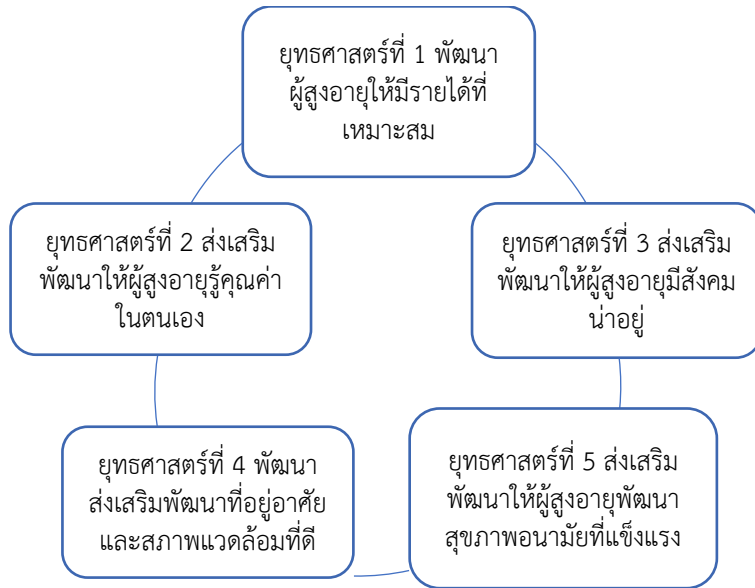 ยุทธศาสตร์ที่ 1 พัฒนา
ผู้สูงอายุให้มีรายได้ที่
เหมาะสม
ยุทธศาสตร์ที่ 2 ส่งเสริม
พัฒนาให้ผู้สูงอายุรู้คุณค่า
ในตนเอง
ยุทธศาสตร์ที่ 3 ส่งเสริม
พัฒนาให้ผู้สูงอายุมีสังคม
น่าอยู่
ยุทธศาสตร์ที่ 4 พัฒนา
ส่งเสริมพัฒนาที่อยู่อาศัย
และสภาพแวดล้อมที่ดี
ยุทธศาสตร์ที่ 5 ส่งเสริม
พัฒนาให้ผู้สูงอายุพัฒนา
สุขภาพอนามัยที่แข็งแรง